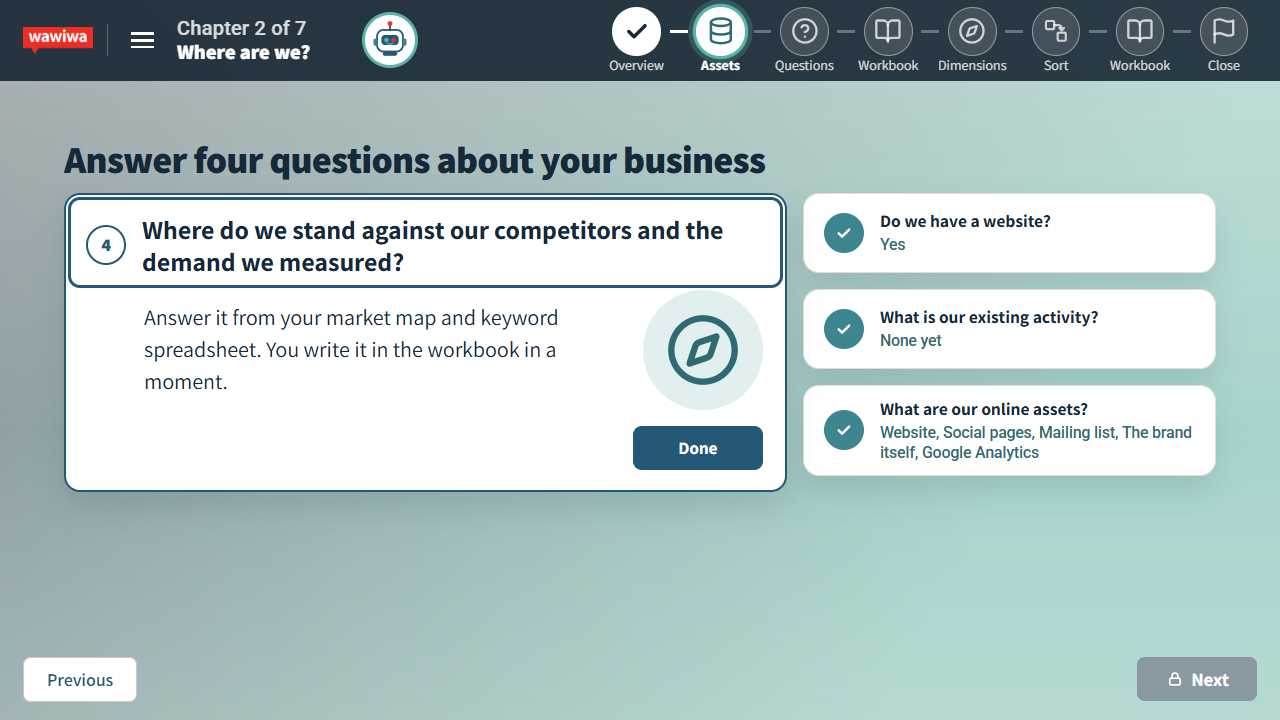 wawiwa
Chapter 2 of 7
Where are we?
Overview
Assets
Questions
Workbook
Dimensions
Sort
Workbook
Close
Answer four questions about your business
4
Where do we stand against our competitors and the
demand we measured?
Answer it from your market map and keyword
spreadsheet. You write it in the workbook in a
moment.
Done
Do we have a website?
Yes
What is our existing activity?
None yet
What are our online assets?
Website, Social pages, Mailing list, The brand
itself, Google Analytics
Previous
Next